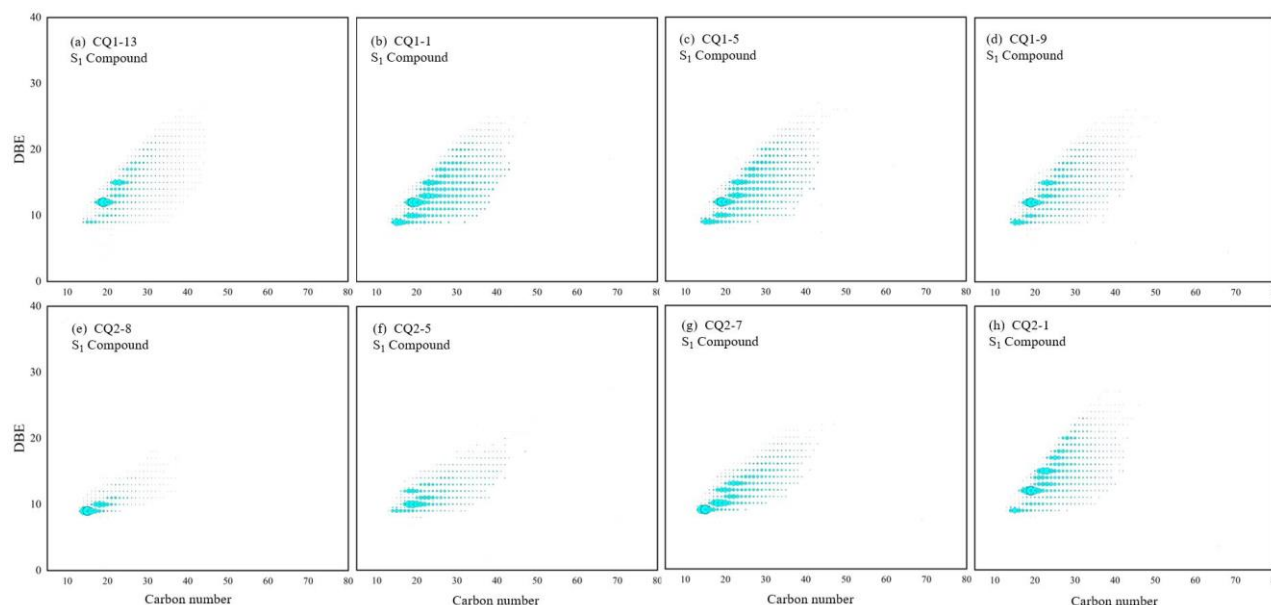 40
30
20
10
0
DBE
(a) CQ1-13
S₁ Compound
(b) CQ1-1
S₁ Compound
(c) CQ1-5
S₁ Compound
(d) CQ1-9
S₁ Compound
10 20 30 40 50 60 70 80
10 20 30 40 50 60 70
10 20 30 40 50 60 70 80
10 20 30 40 50 60 70
40
30
20
10
0
DBE
(e) CQ2-8
S₁ Compound
(f) CQ2-5
S₁ Compound
(g) CQ2-7
S₁ Compound
(h) CQ2-1
S₁ Compound
10 20 30 40 50 60 70 80
10 20 30 40 50 60 70
10 20 30 40 50 60 70 80
10 20 30 40 50 60 70 80
Carbon number
Carbon number
Carbon number
Carbon number